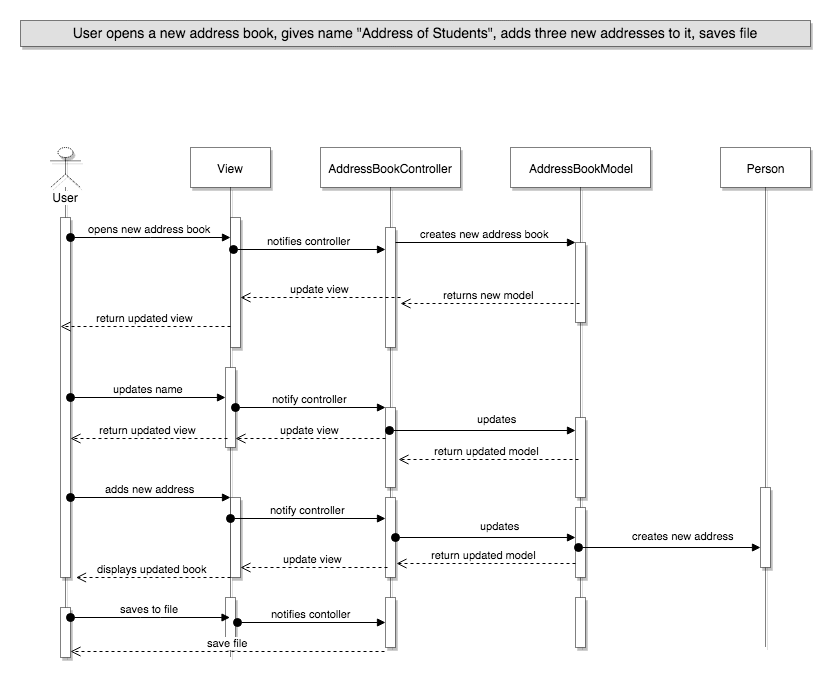 User opens a new address book, gives name "Address of Students", adds three new addresses to it, saves file
View
AddressBookController
AddressBookModel
Person
User
opens new address book
notifies controller
creates new address book
update view
returns new model
return updated view
updates name
notify controller
updates
return updated view
update view
return updated model
adds new address
notify controller
updates
creates new address
update view
return updated model
displays updated book
saves to file
notifies contoller
save file